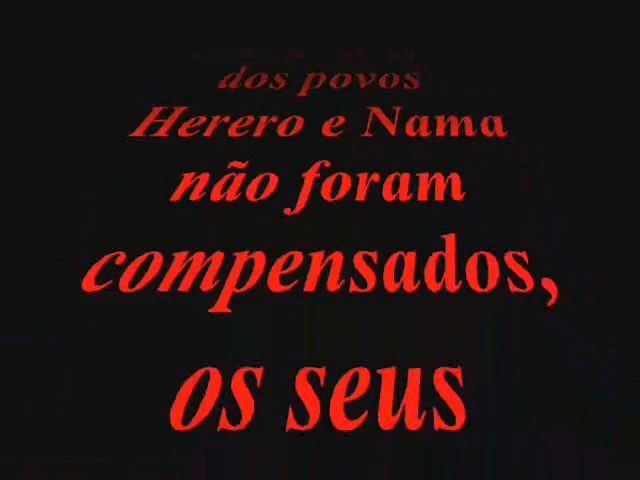 dos povos
Herero e Nama
não foram
compensados,
os seus